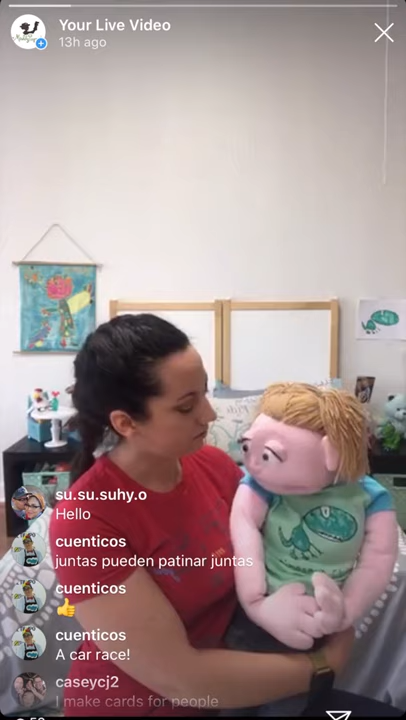 Your Live Video
13h ago
su.su.suhy.o
Hello
cuenticos
juntas pueden patinar juntas
cuenticos
👍
cuenticos
A car race!
caseycj2
I make cards for people